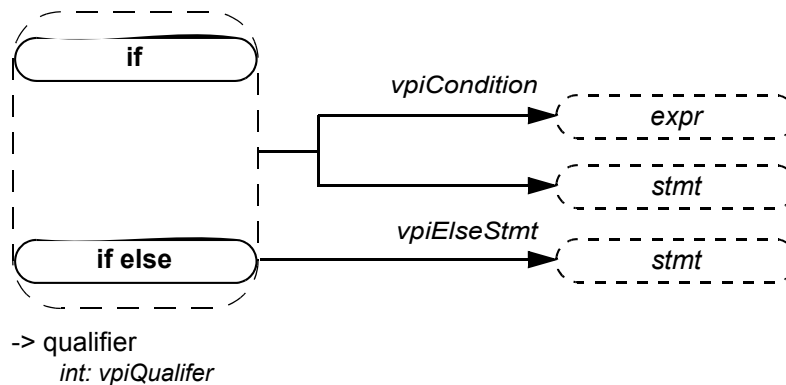 if
vpiCondition
expr
stmt
vpiElseStmt
if else
stmt
-> qualifier
int: vpiQualifer